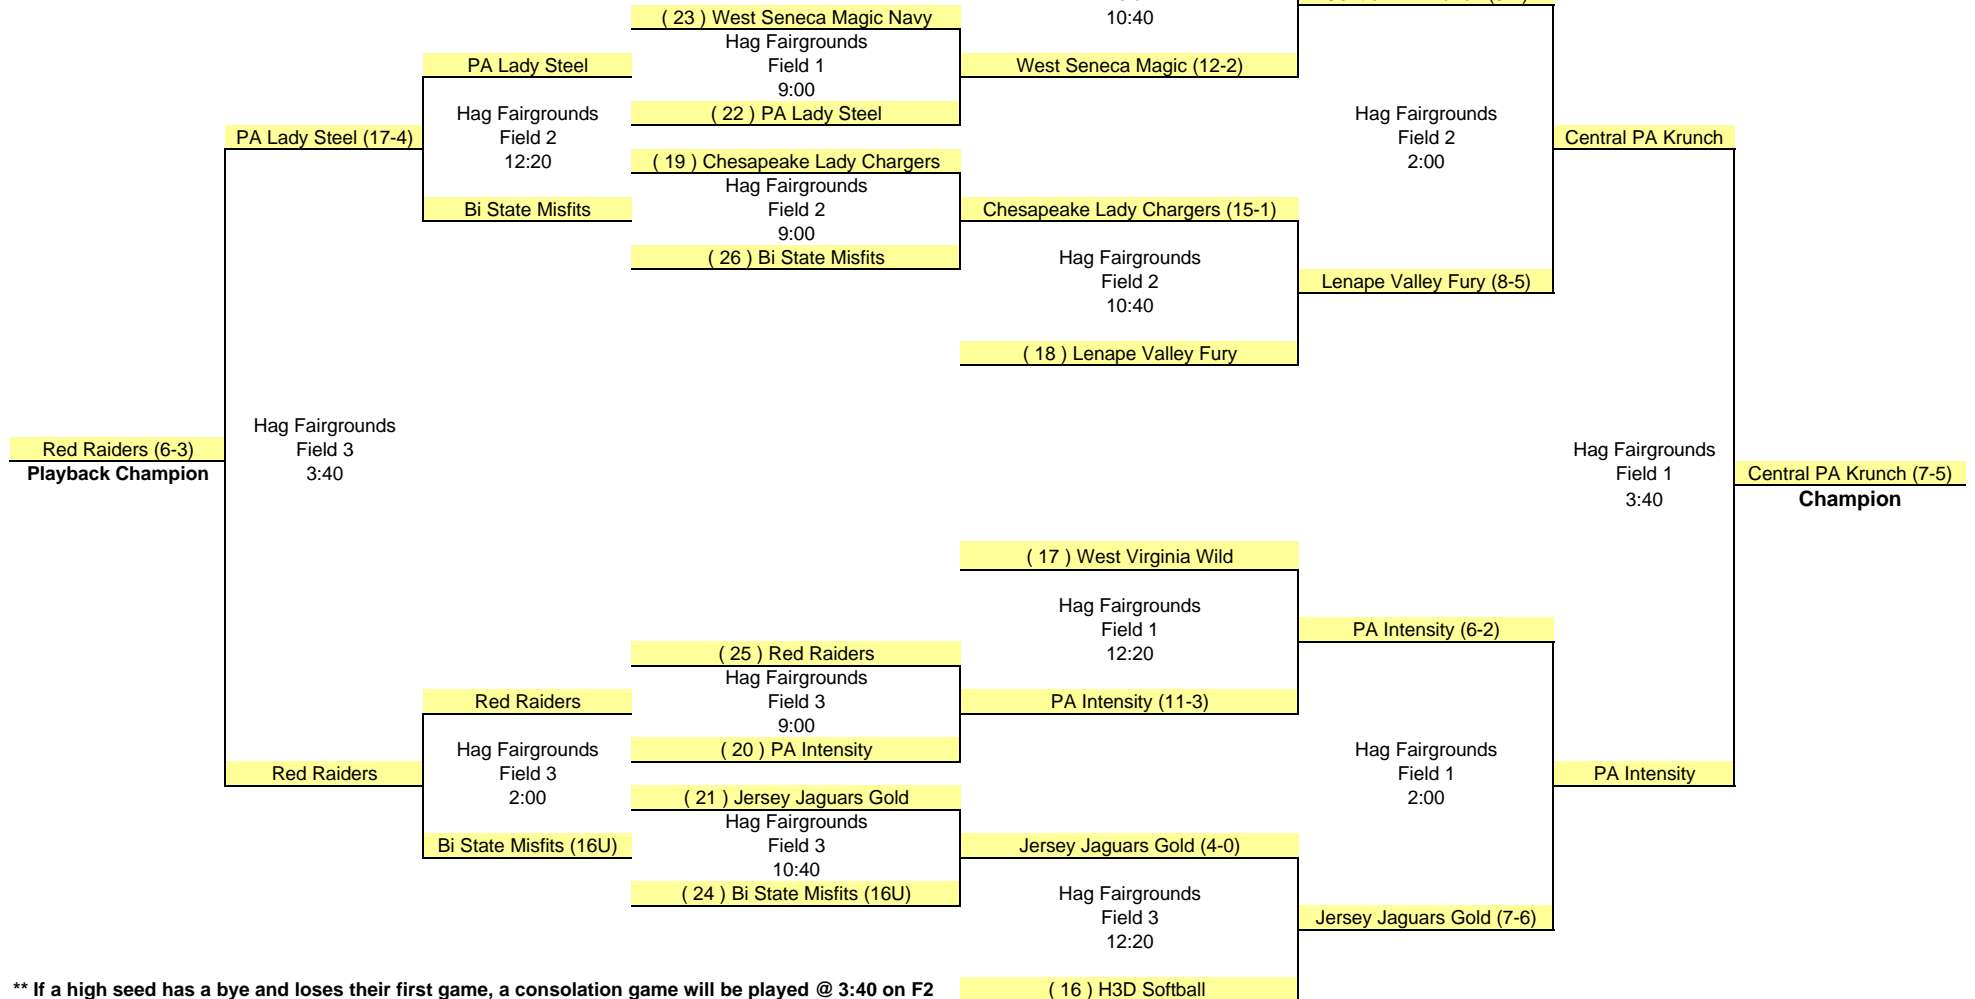 ( 23 ) West Seneca Magic Navy
10:40
Hag Fairgrounds
Field 1
9:00
PA Lady Steel
West Seneca Magic (12-2)
( 22 ) PA Lady Steel
Hag Fairgrounds
Field 2
12:20
PA Lady Steel (17-4)
Hag Fairgrounds
Field 2
2:00
Central PA Krunch
( 19 ) Chesapeake Lady Chargers
Hag Fairgrounds
Field 2
9:00
Bi State Misfits
Chesapeake Lady Chargers (15-1)
( 26 ) Bi State Misfits
Hag Fairgrounds
Field 2
10:40
Lenape Valley Fury (8-5)
( 18 ) Lenape Valley Fury
Hag Fairgrounds
Field 3
3:40
Red Raiders (6-3)
Playback Champion
Hag Fairgrounds
Field 1
3:40
Central PA Krunch (7-5)
Champion
( 17 ) West Virginia Wild
Hag Fairgrounds
Field 1
12:20
PA Intensity (6-2)
( 25 ) Red Raiders
Hag Fairgrounds
Field 3
9:00
Red Raiders
PA Intensity (11-3)
( 20 ) PA Intensity
Hag Fairgrounds
Field 3
2:00
Red Raiders
Hag Fairgrounds
Field 1
2:00
PA Intensity
( 21 ) Jersey Jaguars Gold
Hag Fairgrounds
Field 3
10:40
Bi State Misfits (16U)
Jersey Jaguars Gold (4-0)
( 24 ) Bi State Misfits (16U)
Hag Fairgrounds
Field 3
12:20
Jersey Jaguars Gold (7-6)
** If a high seed has a bye and loses their first game, a consolation game will be played @ 3:40 on F2
( 16 ) H3D Softball